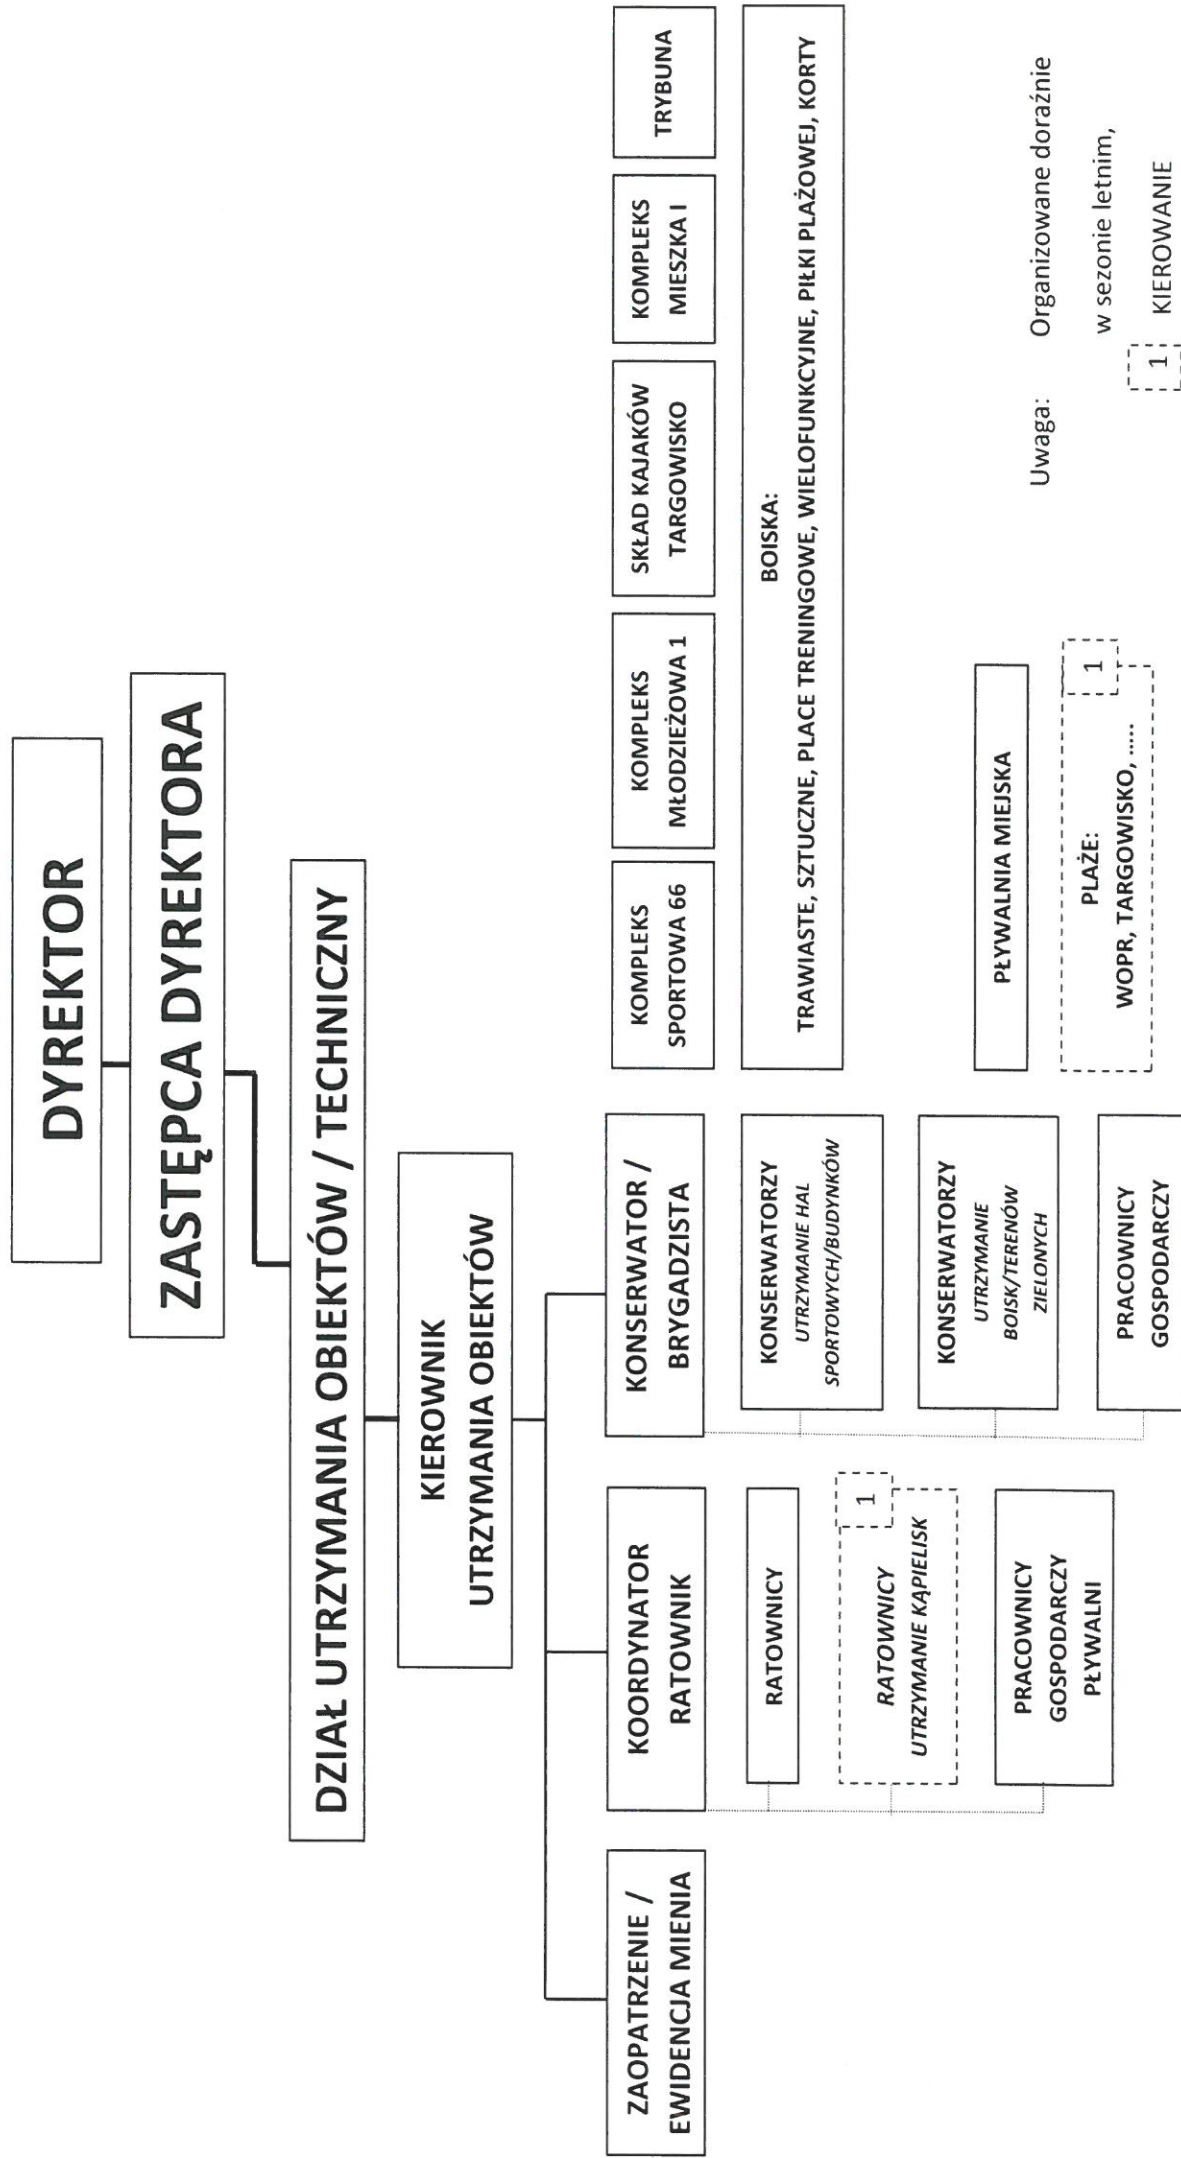 DYREKTOR
ZASTĘPCA DYREKTORA
DZIAŁ UTRZYMANIA OBIEKTÓW / TECHNICZNY
KIEROWNIK
UTRZYMANIA OBIEKTÓW
ZAOPATRZENIE /
EWIDENCJA MIENIA
KOORDYNATOR
RATOWNIK
RATOWNICY
1
RATOWNICY
UTRZYMANIE KĄPIELISK
PRACOWNICY
GOSPODARCZY
PŁYWALNI
KONSERWATOR /
BRYGADZISTA
KONSERWATORZY
UTRZYMANIE HAL
SPORTOWYCH/BUDYNKÓW
KONSERWATORZY
UTRZYMANIE
BOISK/TERENÓW
ZIELONYCH
PRACOWNICY
GOSPODARCZY
KOMPLEKS
SPORTOWA 66
KOMPLEKS
MŁODZIEŻOWA 1
SKŁAD KAJAKÓW
TARGOWISKO
KOMPLEKS
MIESZKA I
TRYBUNA
BOISKA:
TRAWIASTE, SZTUCZNE, PLACE TRENINGOWE, WIELOFUNKCYJNE, PIŁKI PLAŻOWEJ, KORTY
PŁYWALNIA MIEJSKA
1
PLAŻE:
WOPR, TARGOWISKO, .....
Uwaga: Organizowane doraźnie
w sezonie letnim,
1 KIEROWANIE